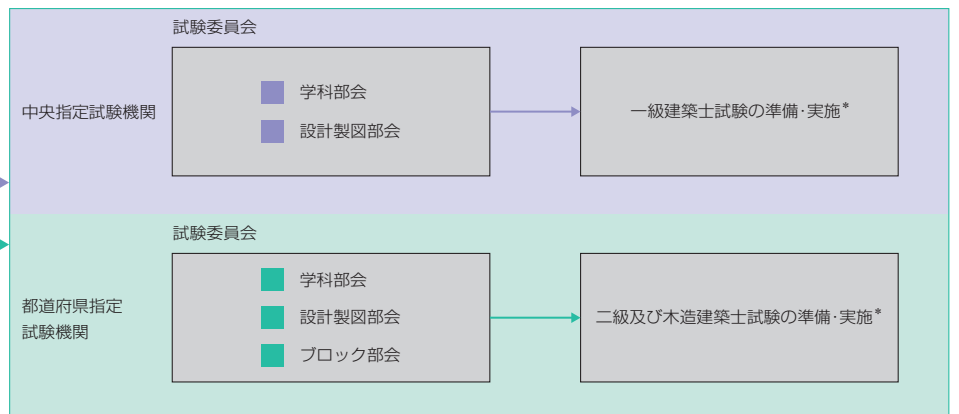 試験委員会
中央指定試験機関
学科部会
設計製図部会
一級建築士試験の準備・実施*
試験委員会
都道府県指定
試験機関
学科部会
設計製図部会
ブロック部会
二級及び木造建築士試験の準備・実施*